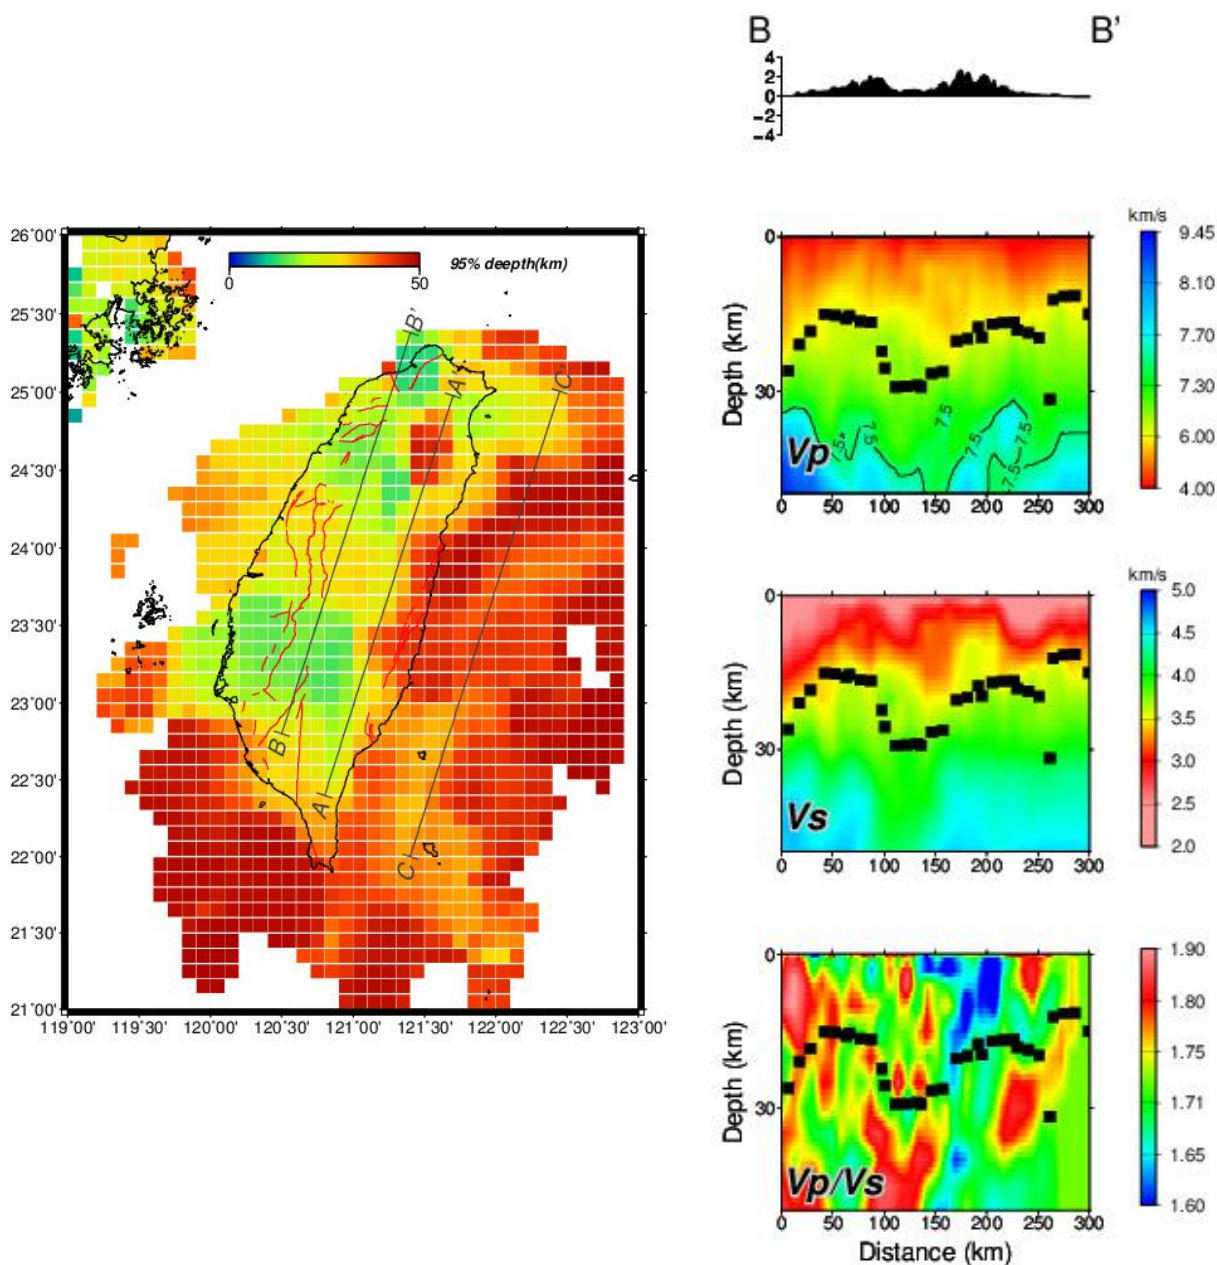 B B'
4
2
0
−2
−4
26°00'
25°30'
25°00'
24°30'
24°00'
23°30'
23°00'
22°30'
22°00'
21°30'
21°00'
119°00' 119°30' 120°00' 120°30' 121°00' 121°30' 122°00' 122°30' 123°00'
0 50
95% deepth(km)
B'
A'
C'
B
A
C
km/s
0
30
Depth (km)
7.5
7.5
7.5
7.5
7.5
7.5
Vp
0 50 100 150 200 250 300
9.45
8.10
7.70
7.30
6.00
4.00
km/s
0
30
Depth (km)
Vs
0 50 100 150 200 250 300
5.0
4.5
4.0
3.5
3.0
2.5
2.0
0
30
Depth (km)
Vp/Vs
0 50 100 150 200 250 300
Distance (km)
1.90
1.80
1.75
1.71
1.65
1.60